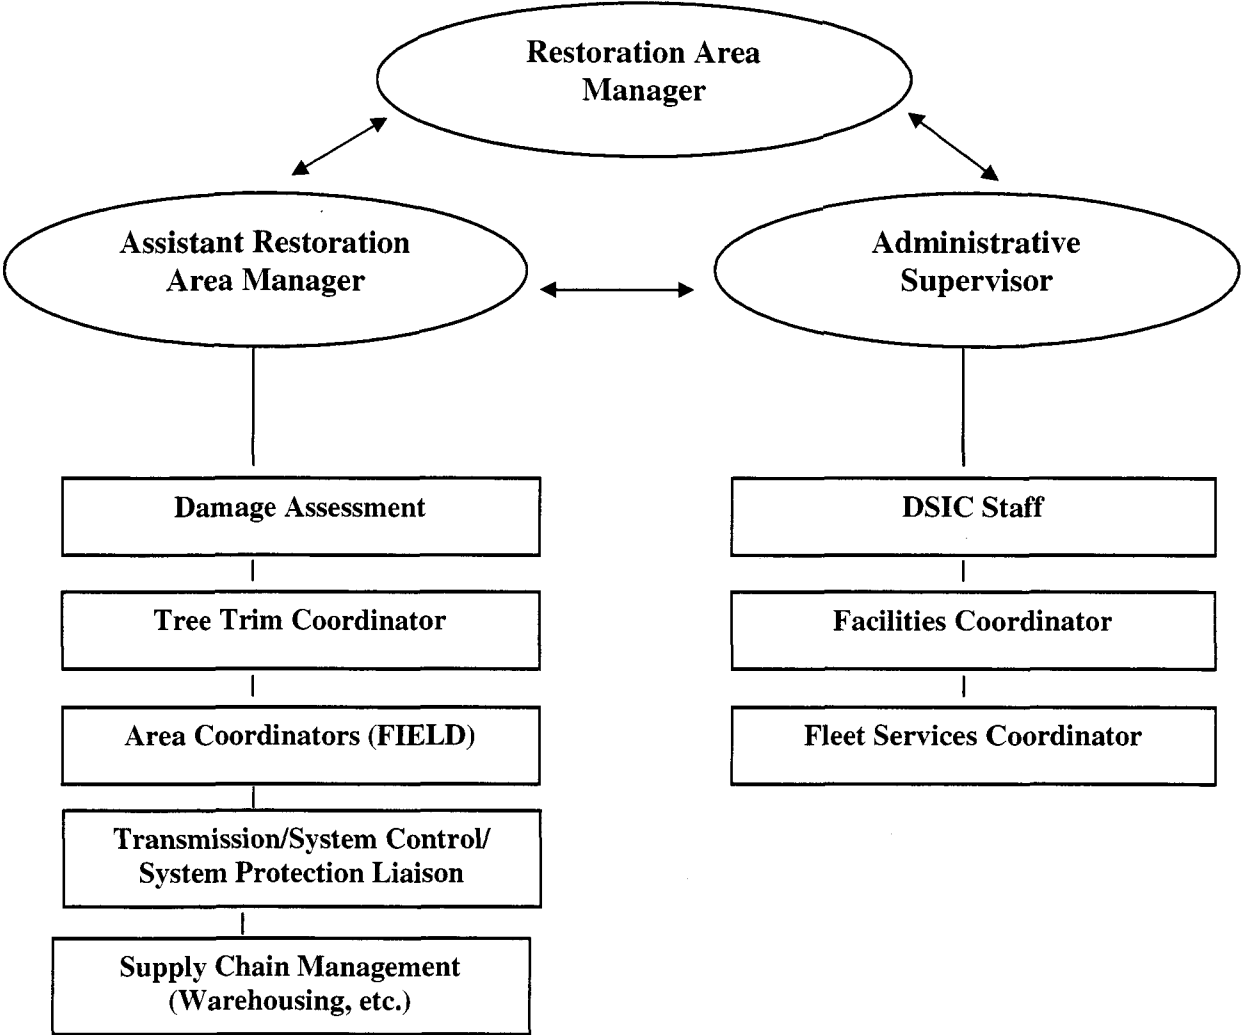 Restoration Area
Manager
Assistant Restoration
Area Manager
Administrative
Supervisor
Damage Assessment
Tree Trim Coordinator
Area Coordinators (FIELD)
Transmission/System Control/
System Protection Liaison
Supply Chain Management
(Warehousing, etc.)
DSIC Staff
Facilities Coordinator
Fleet Services Coordinator